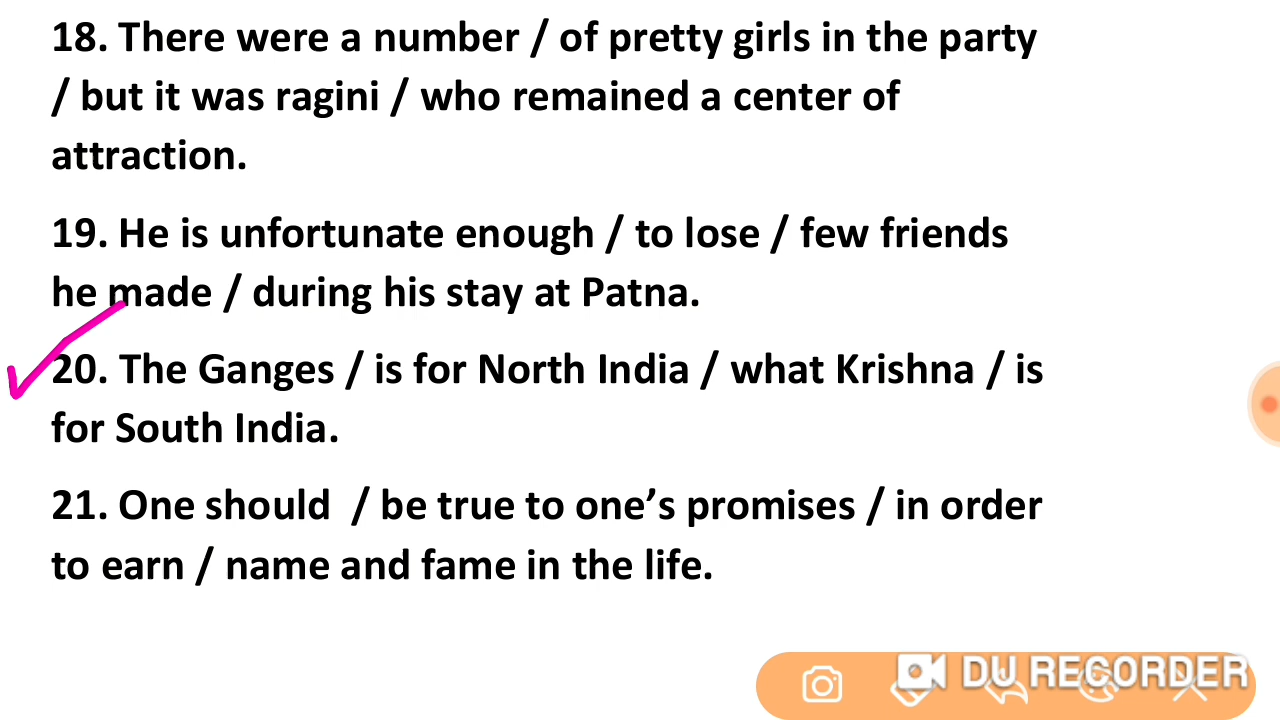 18. There were a number / of pretty girls in the party
/ but it was ragini / who remained a center of
attraction.
19. He is unfortunate enough / to lose / few friends
he made / during his stay at Patna.
20. The Ganges / is for North India / what Krishna / is
for South India.
21. One should  / be true to one’s promises / in order
to earn / name and fame in the life.
DU RECORDER